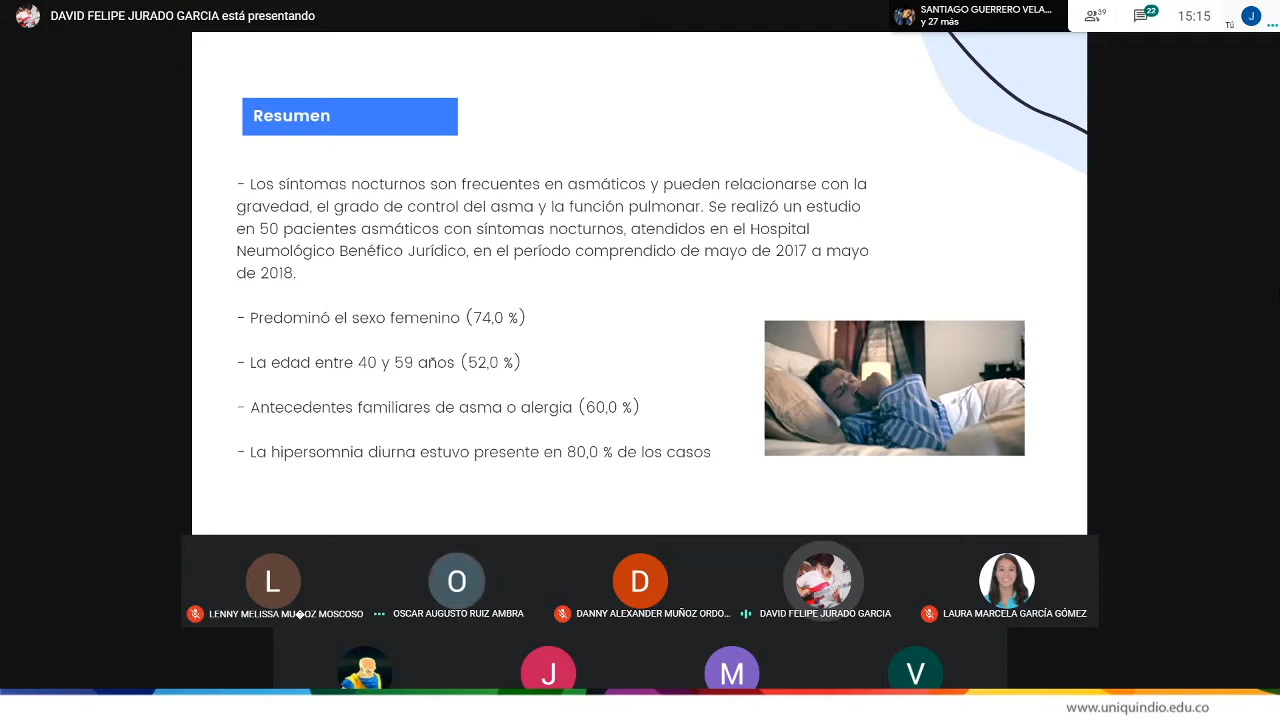 DAVID FELIPE JURADO GARCIA está presentando
SANTIAGO GUERRERO VELA...
y 27 más
39
22
15:15
Tú
J
Resumen
- Los síntomas nocturnos son frecuentes en asmáticos y pueden relacionarse con la
gravedad, el grado de control del asma y la función pulmonar. Se realizó un estudio
en 50 pacientes asmáticos con síntomas nocturnos, atendidos en el Hospital
Neumológico Benéfico Jurídico, en el período comprendido de mayo de 2017 a mayo
de 2018.
- Predominó el sexo femenino (74,0 %)
- La edad entre 40 y 59 años (52,0 %)
- Antecedentes familiares de asma o alergia (60,0 %)
- La hipersomnia diurna estuvo presente en 80,0 % de los casos
L
O
D
LENNY MELISSA MU�OZ MOSCOSO
OSCAR AUGUSTO RUIZ AMBRA
DANNY ALEXANDER MUÑOZ ORDO...
DAVID FELIPE JURADO GARCIA
LAURA MARCELA GARCÍA GÓMEZ
J
M
V
www.uniquindio.edu.co